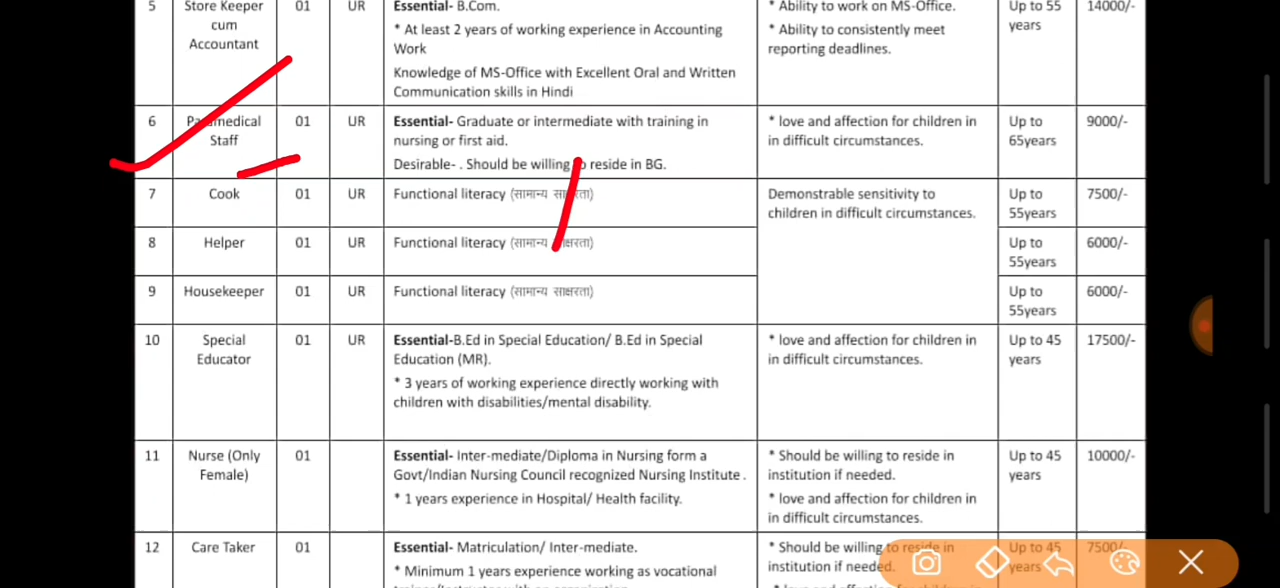 5 Store Keeper cum Accountant 01 UR Essential- B.Com. * Ability to work on MS-Office. Up to 55 years 14000/-
* At least 2 years of working experience in Accounting Work * Ability to consistently meet reporting deadlines.
Knowledge of MS-Office with Excellent Oral and Written
Communication skills in Hindi
6 Paramedical Staff 01 UR Essential- Graduate or intermediate with training in nursing or first aid. * love and affection for children in in difficult circumstances. Up to 65years 9000/-
Desirable- . Should be willing to reside in BG.
7 Cook 01 UR Functional literacy (सामान्य साक्षरता) Demonstrable sensitivity to children in difficult circumstances. Up to 55years 7500/-
8 Helper 01 UR Functional literacy (सामान्य साक्षरता) Up to 55years 6000/-
9 Housekeeper 01 UR Functional literacy (सामान्य साक्षरता) Up to 55years 6000/-
10 Special Educator 01 UR Essential-B.Ed in Special Education/ B.Ed in Special Education (MR). * love and affection for children in in difficult circumstances. Up to 45 years 17500/-
* 3 years of working experience directly working with
children with disabilities/mental disability.
11 Nurse (Only Female) 01 Essential- Inter-mediate/Diploma in Nursing form a Govt/Indian Nursing Council recognized Nursing Institute . * Should be willing to reside in institution if needed. Up to 45 years 10000/-
* 1 years experience in Hospital/ Health facility. * love and affection for children in in difficult circumstances.
12 Care Taker 01 Essential- Matriculation/ Inter-mediate. * Should be willing to reside in institution if needed. Up to 45 years 7500/-
* Minimum 1 years experience working as vocational